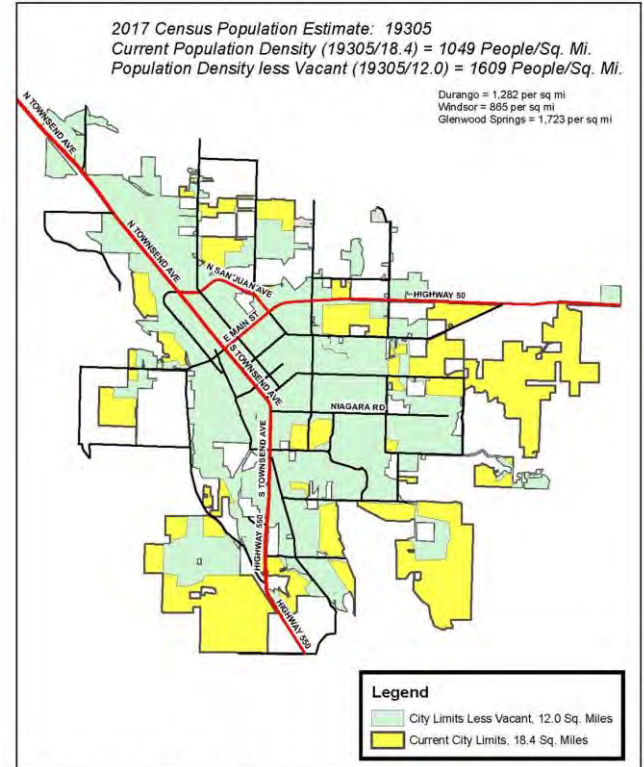 2017 Census Population Estimate: 19305
Current Population Density (19305/18.4) = 1049 People/Sq. Mi.
Population Density less Vacant (19305/12.0) = 1609 People/Sq. Mi.
Durango = 1,282 per sq mi
Windsor = 865 per sq mi
Glenwood Springs = 1,723 per sq mi
N TOWNSEND AVE
N TOWNSEND AVE
N SAN JUAN AVE
HIGHWAY 50
E MAIN ST
S TOWNSEND AVE
NIAGARA RD
S TOWNSEND AVE
HIGHWAY 550
HIGHWAY 550
Legend
City Limits Less Vacant, 12.0 Sq. Miles
Current City Limits, 18.4 Sq. Miles